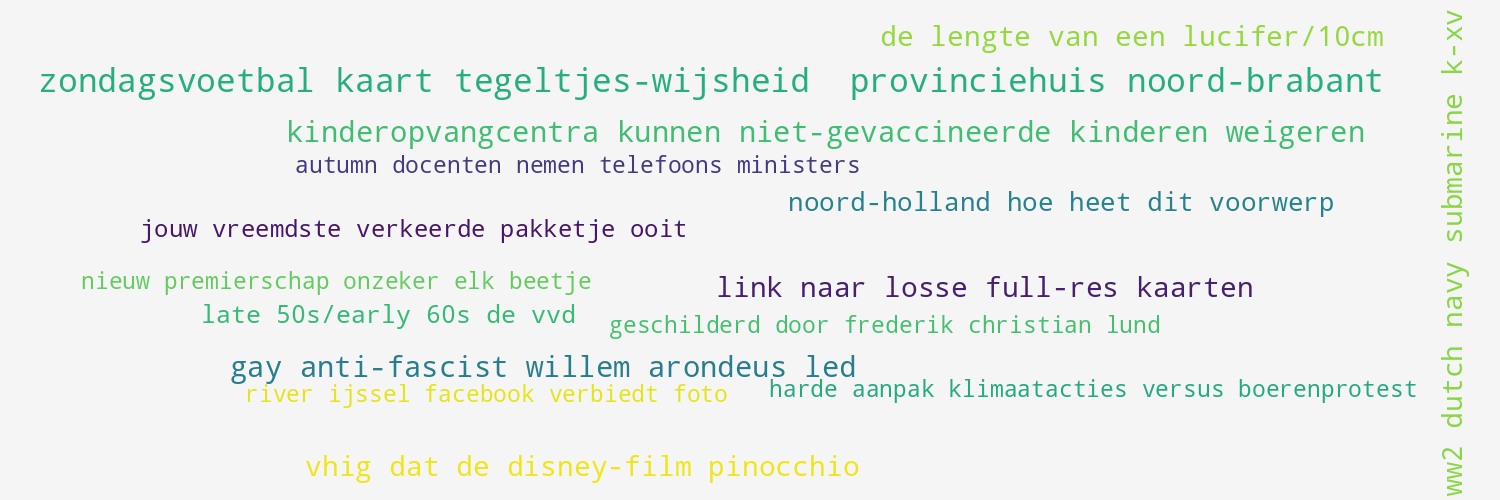 de lengte van een lucifer/10cm
zondagsvoetbal kaart tegeltjes-wijsheid provinciehuis noord-brabant
kinderopvangcentra kunnen niet-gevaccineerde kinderen weigeren
autumn docenten nemen telefoons ministers
noord-holland hoe heet dit voorwerp
jouw vreemdste verkeerde pakketje ooit
nieuw premierschap onzeker elk beetje
link naar losse full-res kaarten
late 50s/early 60s de vvd
geschilderd door frederik christian lund
gay anti-fascist willem arondeus led
river ijssel facebook verbiedt foto
harde aanpak klimaatacties versus boerenprotest
vhig dat de disney-film pinocchio
ww2 dutch navy submarine k-xv